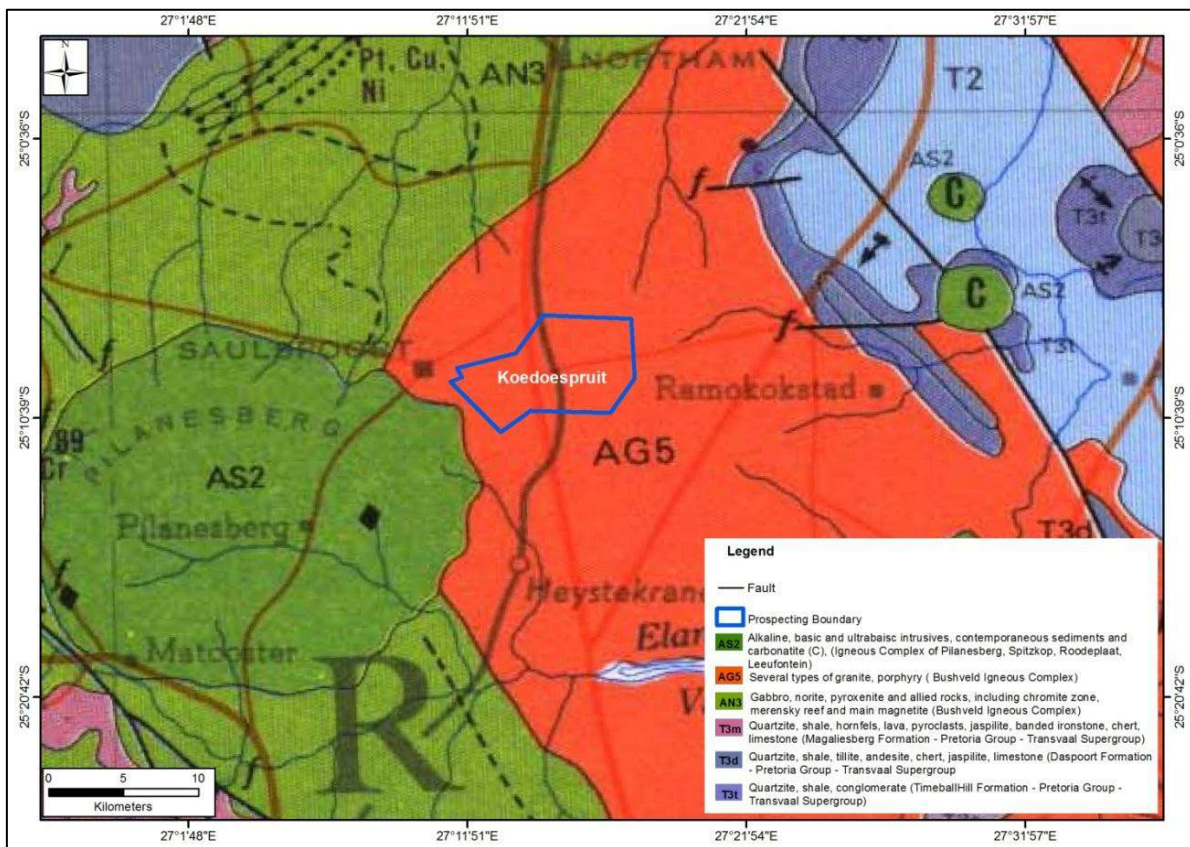 27°1'48"E
27°11'51"E
27°21'54"E
27°31'57"E
N
Pt. Cu.
Ni
AN3
NORTHAM
T2
25°0'36"S
25°0'36"S
AS2
C
f
T3t
C
AS2
f
T3t
f
SAULSPOORT
Koedoespruit
Ramokokstad
25°10'39"S
25°10'39"S
PILANESBERG
89
Cr
AS2
AG5
Pilanesberg
T3d
f
Heystekran
Elan
Matooster
R
V
f
25°20'42"S
25°20'42"S
Legend
Fault
Prospecting Boundary
AS2 Alkaline, basic and ultrabaisc intrusives, contemporaneous sediments and
carbonatite (C), (Igneous Complex of Pilanesberg, Spitzkop, Roodeplaat,
Leeufontein)
AG5 Several types of granite, porphyry ( Bushveld Igneous Complex)
AN3 Gabbro, norite, pyroxenite and allied rocks, including chromite zone,
merensky reef and main magnetite (Bushveld Igneous Complex)
T3m Quartzite, shale, hornfels, lava, pyroclasts, jaspilite, banded ironstone, chert,
limestone (Magaliesberg Formation - Pretoria Group - Transvaal Supergroup)
T3d Quartzite, shale, tillite, andesite, chert, jaspilite, limestone (Daspoort Formation
- Pretoria Group - Transvaal Supergroup
T3t Quartzite, shale, conglomerate (TimeballHill Formation - Pretoria Group -
Transvaal Supergroup)
0 5 10
Kilometers
27°1'48"E
27°11'51"E
27°21'54"E
27°31'57"E